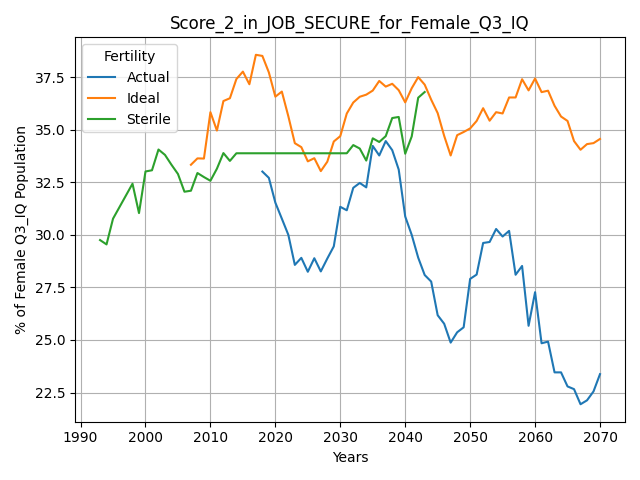 Score_2_in_JOB_SECURE_for_Female_Q3_IQ
Fertility
Actual
Ideal
Sterile
% of Female Q3_IQ Population
37.5
35.0
32.5
30.0
27.5
25.0
22.5
1990 2000 2010 2020 2030 2040 2050 2060 2070
Years